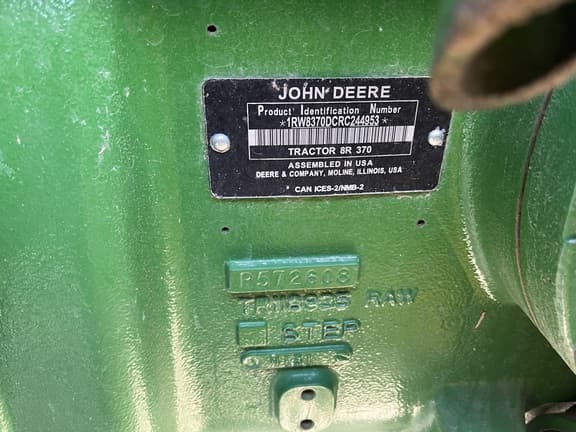 JOHN DEERE
Product Identification Number
*1RW8370DCRC244953*
TRACTOR 8R 370
ASSEMBLED IN USA
DEERE & COMPANY, MOLINE, ILLINOIS, USA
CAN ICES-2/NMB-2
P572608
RAW
STEP